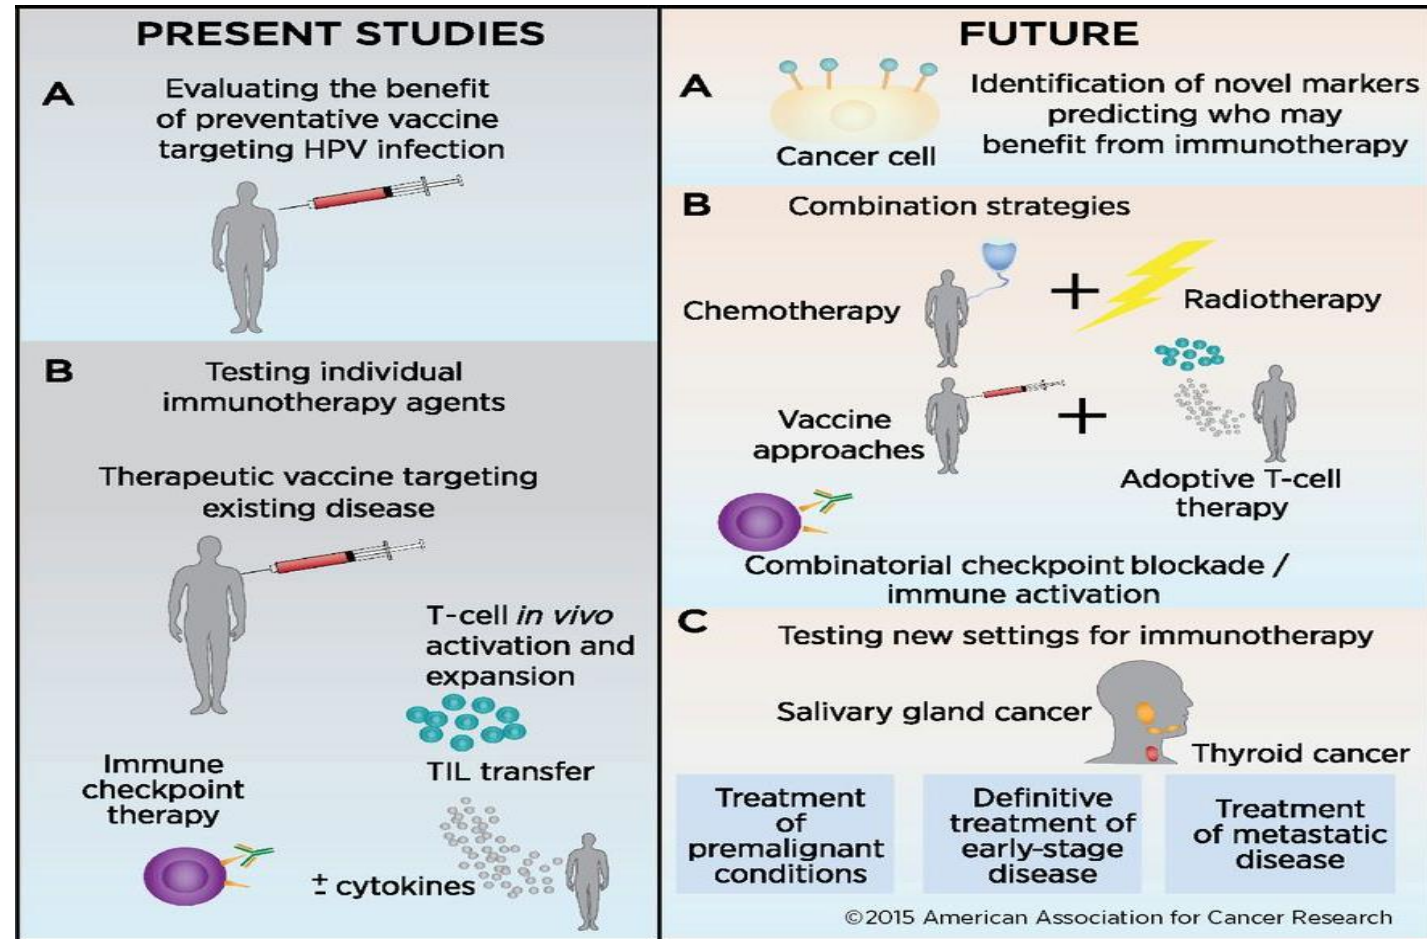 PRESENT STUDIES
A
Evaluating the benefit
of preventative vaccine
targeting HPV infection
B
Testing individual
immunotherapy agents
Therapeutic vaccine targeting
existing disease
T-cell in vivo
activation and
expansion
Immune
checkpoint
therapy
TIL transfer
± cytokines
FUTURE
A
Identification of novel markers
predicting who may
benefit from immunotherapy
Cancer cell
B
Combination strategies
Chemotherapy
+
Radiotherapy
Vaccine
approaches
+
Adoptive T-cell
therapy
Combinatorial checkpoint blockade /
immune activation
C
Testing new settings for immunotherapy
Salivary gland cancer
Thyroid cancer
Treatment
of
premalignant
conditions
Definitive
treatment of
early-stage
disease
Treatment
of metastatic
disease
©2015 American Association for Cancer Research